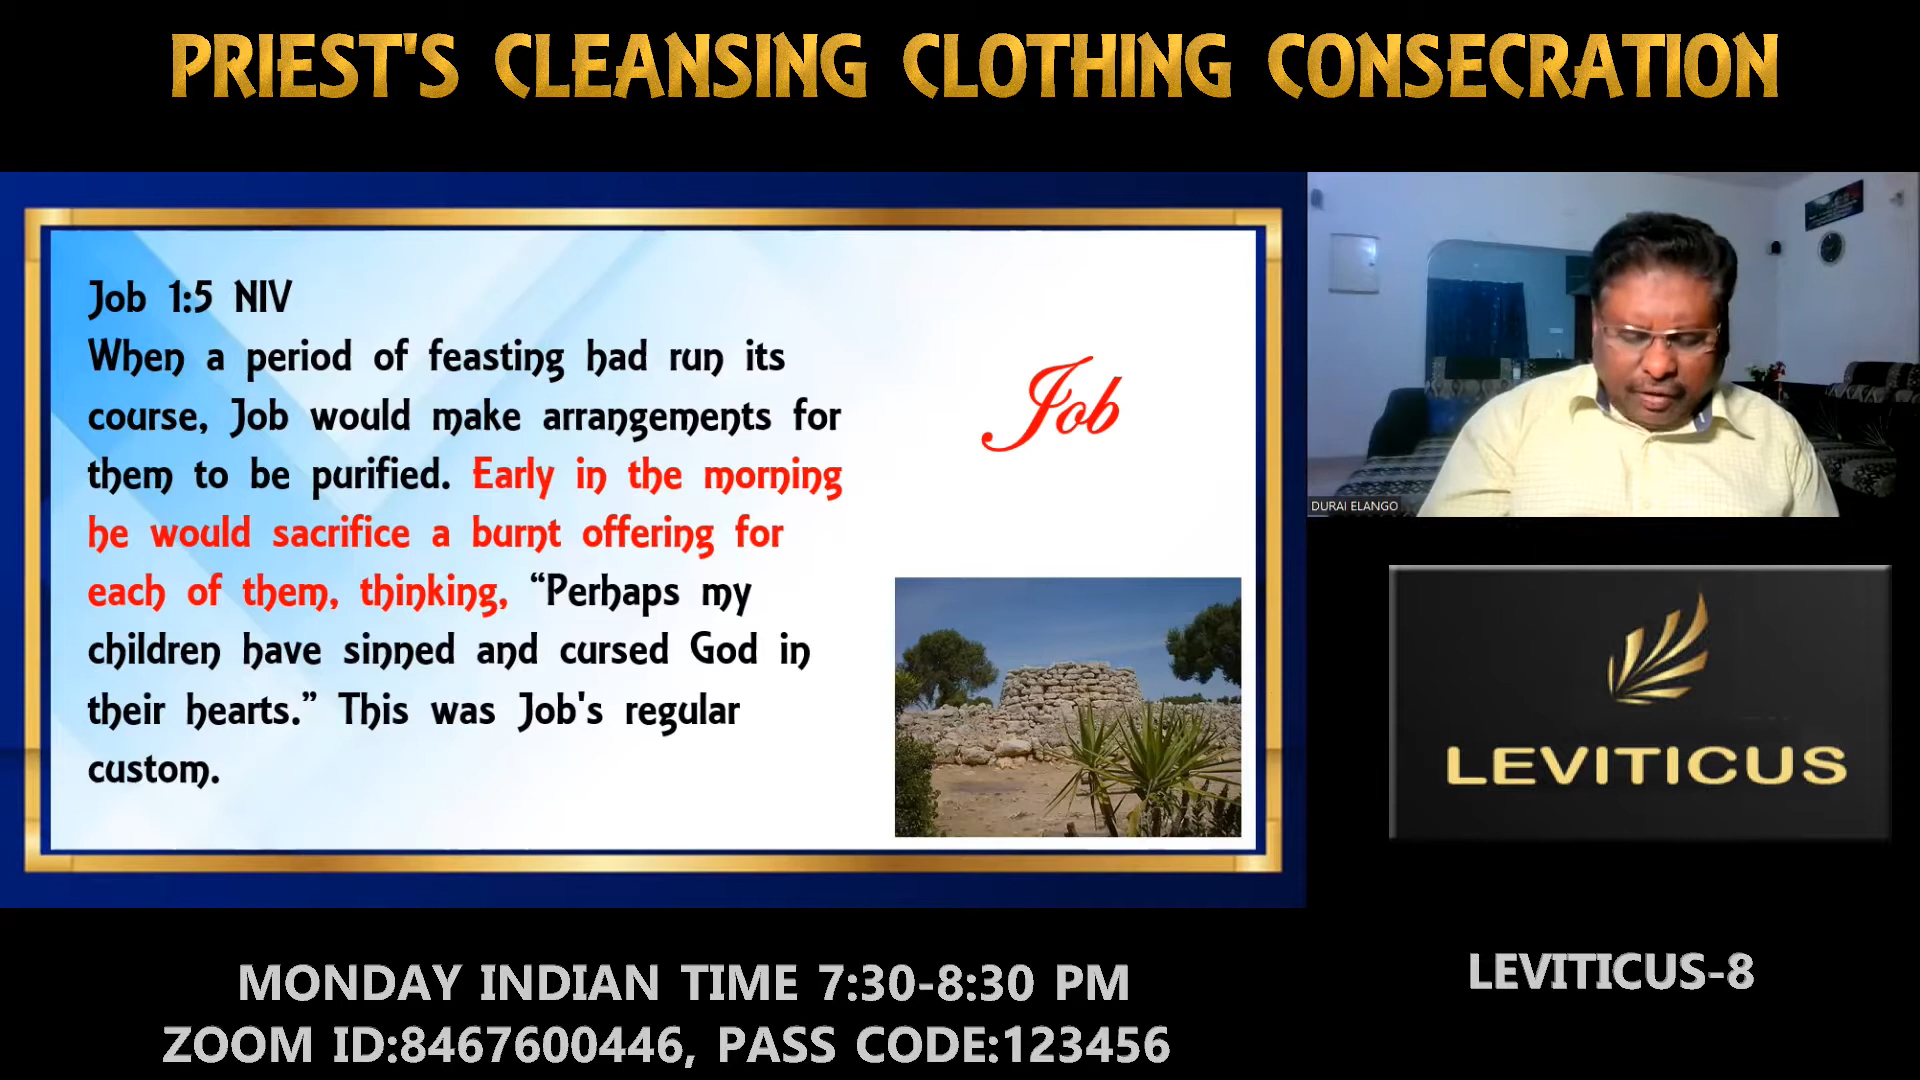 PRIEST'S CLEANSING CLOTHING CONSECRATION
Job 1:5 NIV
When a period of feasting had run its
course, Job would make arrangements for
them to be purified. Early in the morning
he would sacrifice a burnt offering for
each of them, thinking, “Perhaps my
children have sinned and cursed God in
their hearts.” This was Job's regular
custom.
Job
DURAI ELANGO
LEVITICUS
LEVITICUS-8
MONDAY INDIAN TIME 7:30-8:30 PM
ZOOM ID:8467600446, PASS CODE:123456